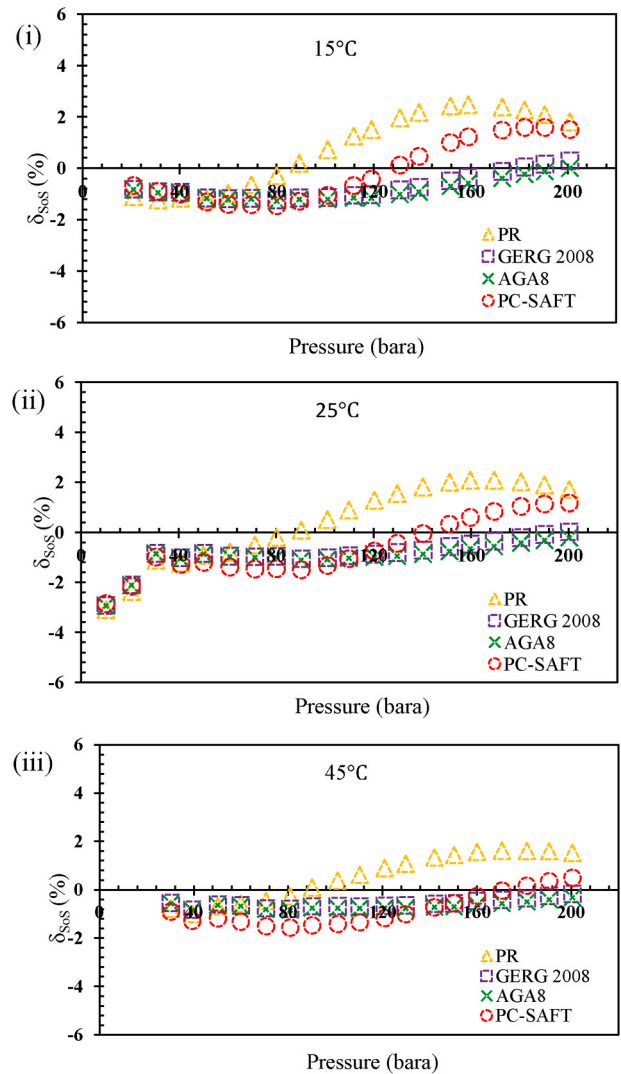 (i)
15°C
6
4
2
0
-2
-4
-6
δSoS (%)
0 40 80 120 160 200
PR
GERG 2008
AGA8
PC-SAFT
Pressure (bara)
(ii)
25°C
6
4
2
0
-2
-4
-6
δSoS (%)
0 40 80 120 160 200
PR
GERG 2008
AGA8
PC-SAFT
Pressure (bara)
(iii)
45°C
6
4
2
0
-2
-4
-6
δSoS (%)
0 40 80 120 160 200
PR
GERG 2008
AGA8
PC-SAFT
Pressure (bara)